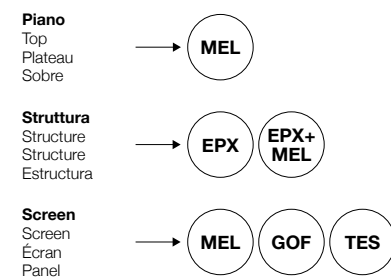 Piano
Top
Plateau
Sobre
MEL
Struttura
Structure
Structure
Estructura
EPX
EPX+
MEL
Screen
Screen
Écran
Panel
MEL
GOF
TES